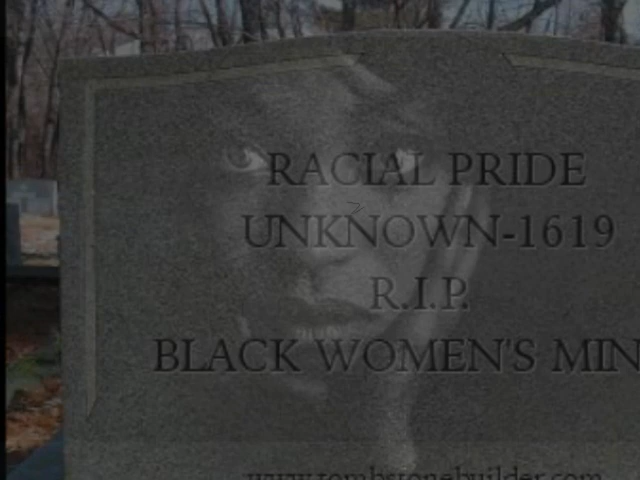 RACIAL PRIDE
UNKNOWN-1619
R.I.P.
BLACK WOMEN'S MIN
www.tombstonebuilder.com